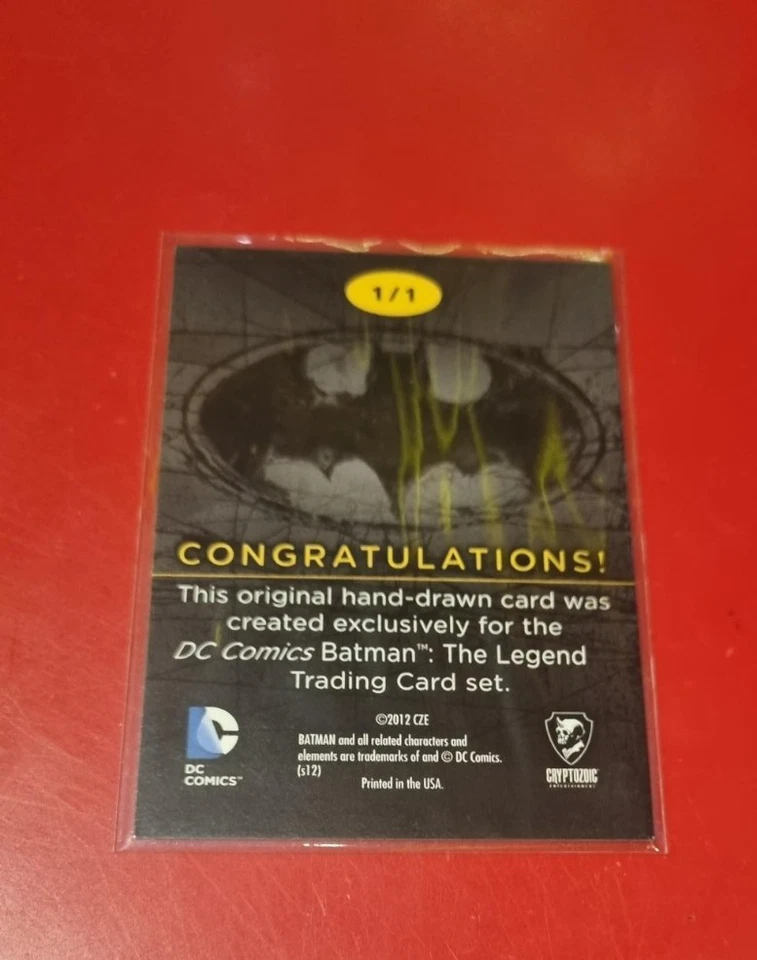 1/1
CONGRATULATIONS!
This original hand-drawn card was
created exclusively for the
DC Comics Batman™: The Legend
Trading Card set.
©2012 CZE
BATMAN and all related characters and
elements are trademarks of and © DC Comics.
(s12)
Printed in the USA.
DC
COMICS™
CRYPTOZOIC
ENTERTAINMENT